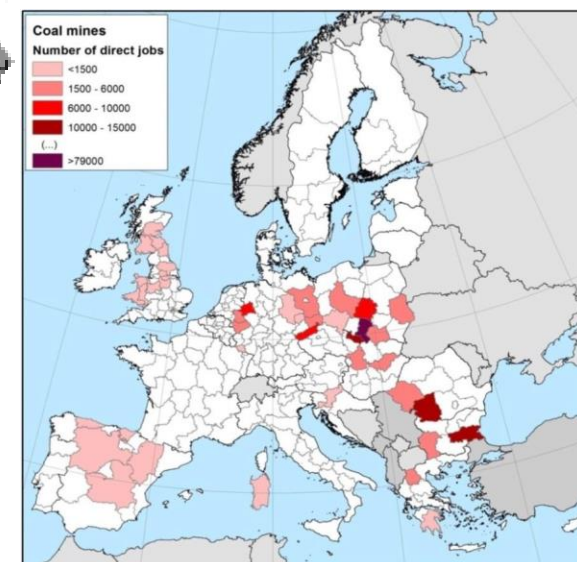 Coal mines
Number of direct jobs
<1500
1500 - 6000
6000 - 10000
10000 - 15000
(...)
>79000